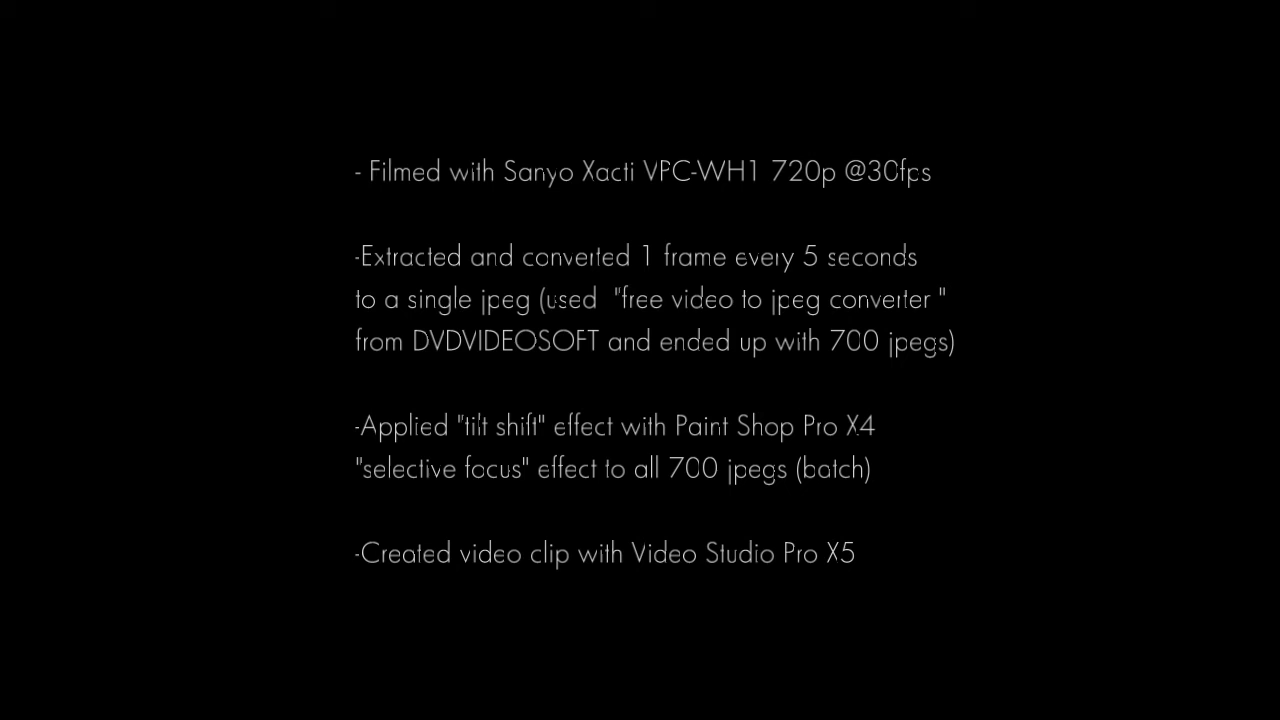 - Filmed with Sanyo Xacti VPC-WH1 720p @30fps
-Extracted and converted 1 frame every 5 seconds
to a single jpeg (used  "free video to jpeg converter "
from DVDVIDEOSOFT and ended up with 700 jpegs)
-Applied "tilt shift" effect with Paint Shop Pro X4
"selective focus" effect to all 700 jpegs (batch)
-Created video clip with Video Studio Pro X5